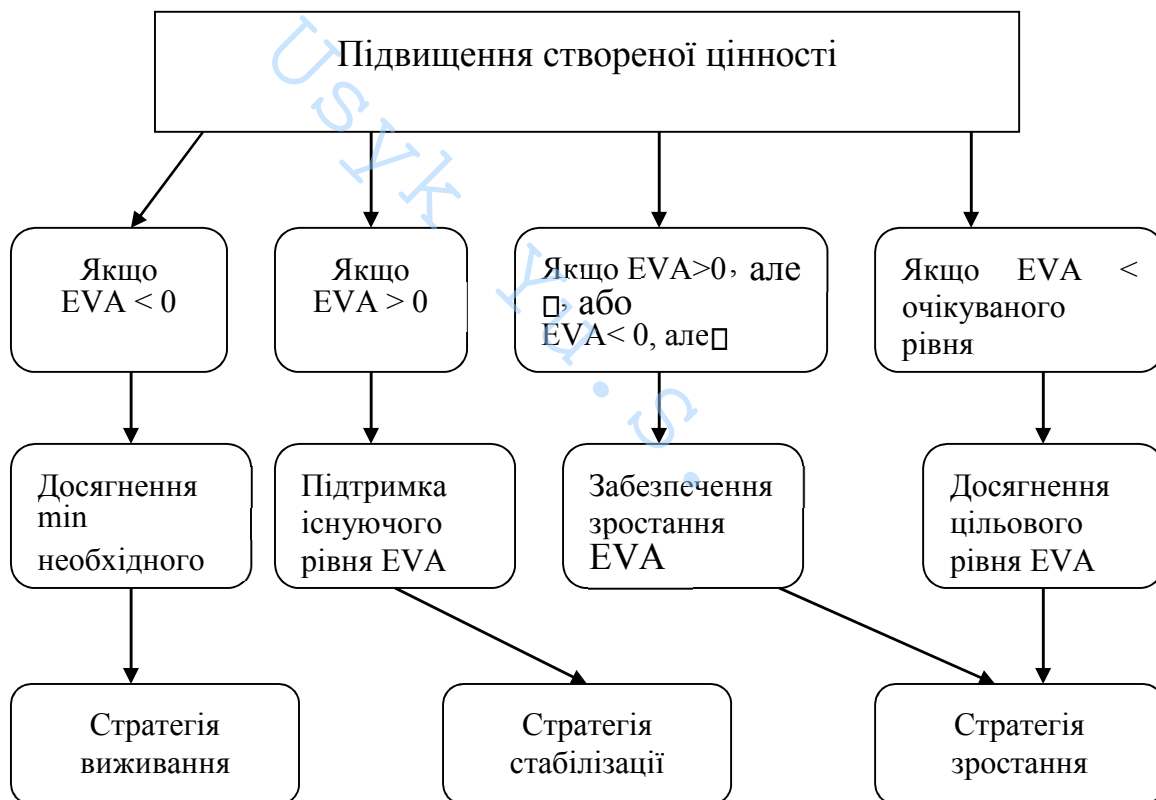 Підвищення створеної цінності
Якщо
EVA < 0
Якщо
EVA > 0
Якщо EVA>0, але
□, або
EVA< 0, але□
Якщо EVA <
очікуваного
рівня
Досягнення
min
необхідного
Підтримка
існуючого
рівня EVA
Забезпечення
зростання
EVA
Досягнення
цільового
рівня EVA
Стратегія
виживання
Стратегія
стабілізації
Стратегія
зростання
Usyk Yu.S.